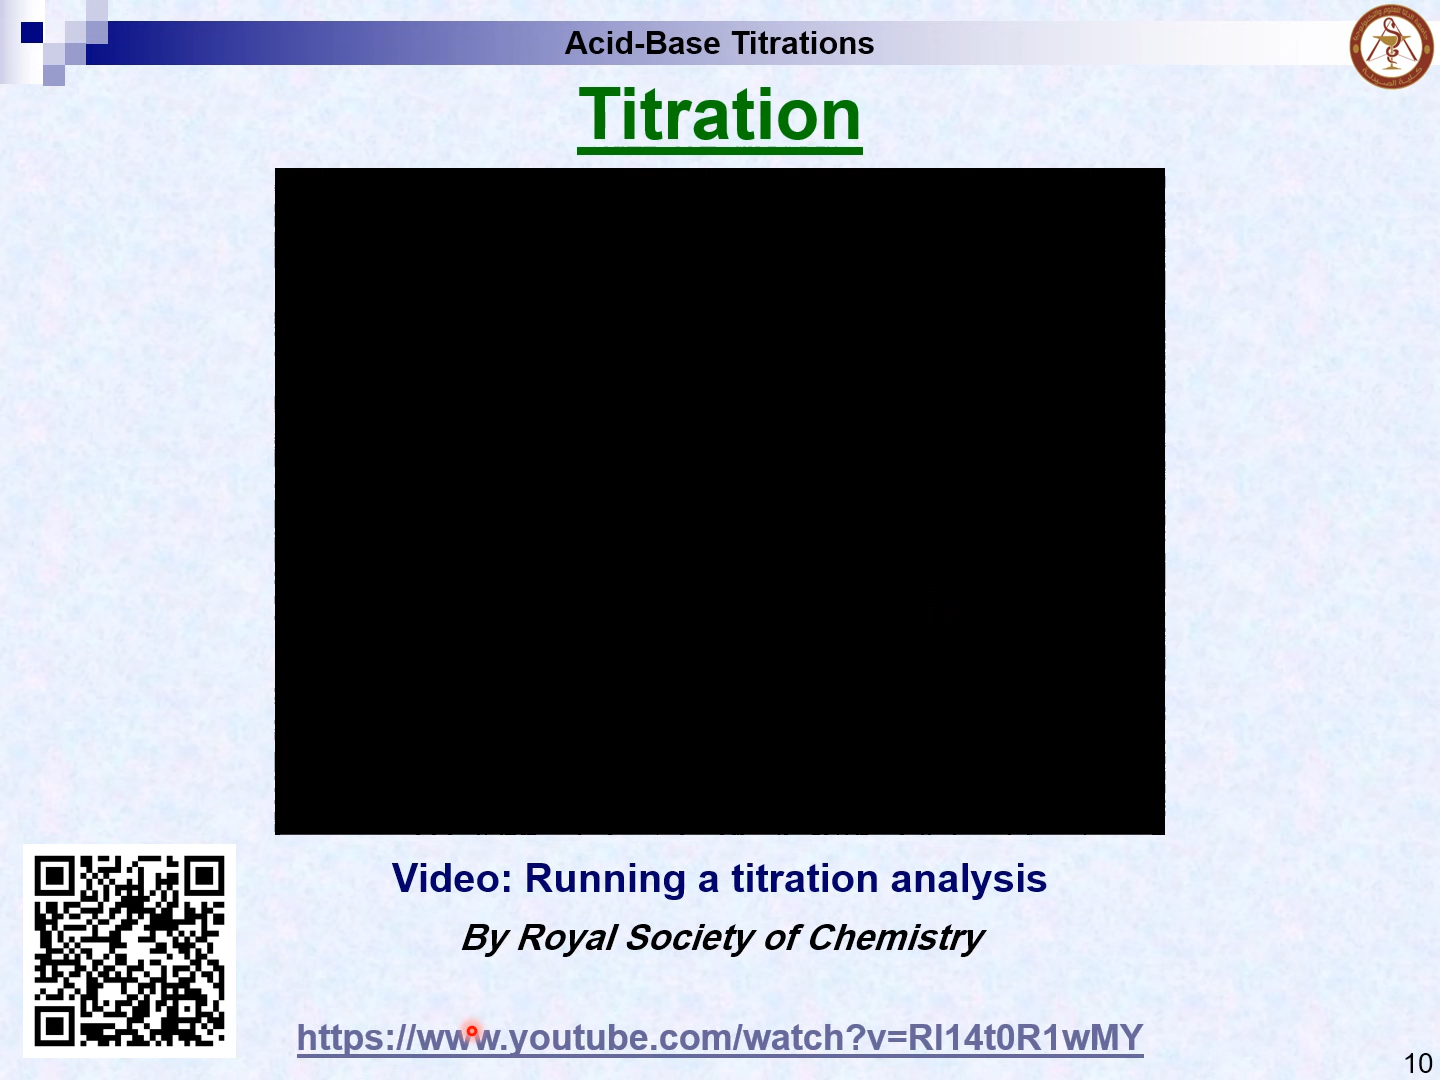 Acid-Base Titrations
Titration
Video: Running a titration analysis
By Royal Society of Chemistry
https://www.youtube.com/watch?v=RI14t0R1wMY
10